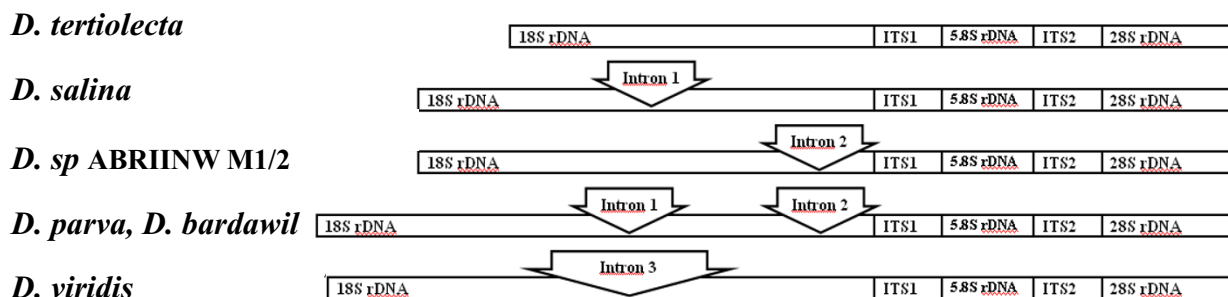 D. tertiolecta 18S rDNA ITS1 5.8S rDNA ITS2 28S rDNA
Intron 1
D. salina 18S rDNA ITS1 5.8S rDNA ITS2 28S rDNA
Intron 2
D. sp ABRIINW M1/2 18S rDNA ITS1 5.8S rDNA ITS2 28S rDNA
Intron 1 Intron 2
D. parva, D. bardawil 18S rDNA ITS1 5.8S rDNA ITS2 28S rDNA
Intron 3
D. viridis 18S rDNA ITS1 5.8S rDNA ITS2 28S rDNA